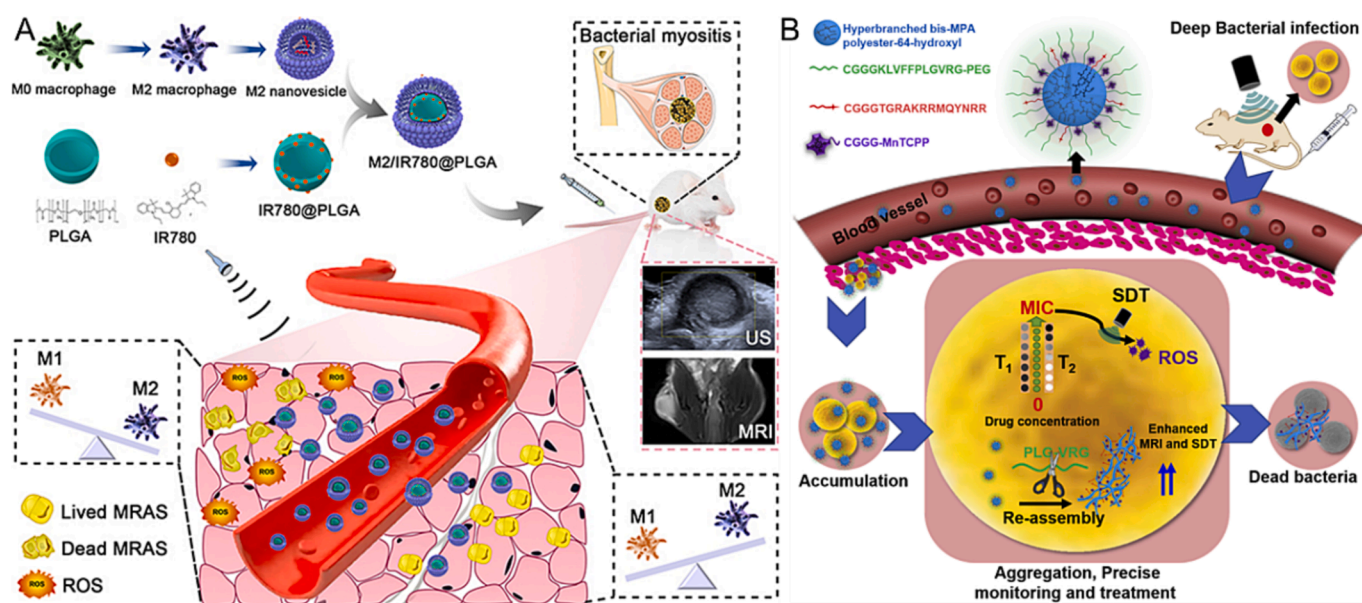 A
M0 macrophage
M2 macrophage
M2 nanovesicle
PLGA
IR780
IR780@PLGA
M2/IR780@PLGA
Bacterial myositis
US
MRI
M1
M2
ROS
ROS
ROS
ROS
Lived MRAS
Dead MRAS
ROS
ROS
M1
M2
B
Hyperbranched bis-MPA
polyester-64-hydroxyl
CGGGKLVFFPLGVRG-PEG
CGGGTGRAKRRMQYNRR
CGGG-MnTCPP
Deep Bacterial infection
Blood vessel
MIC
SDT
ROS
T1
T2
0
Drug concentration
PLG VRG
Re-assembly
Enhanced
MRI and SDT
Accumulation
Dead bacteria
Aggregation, Precise
monitoring and treatment